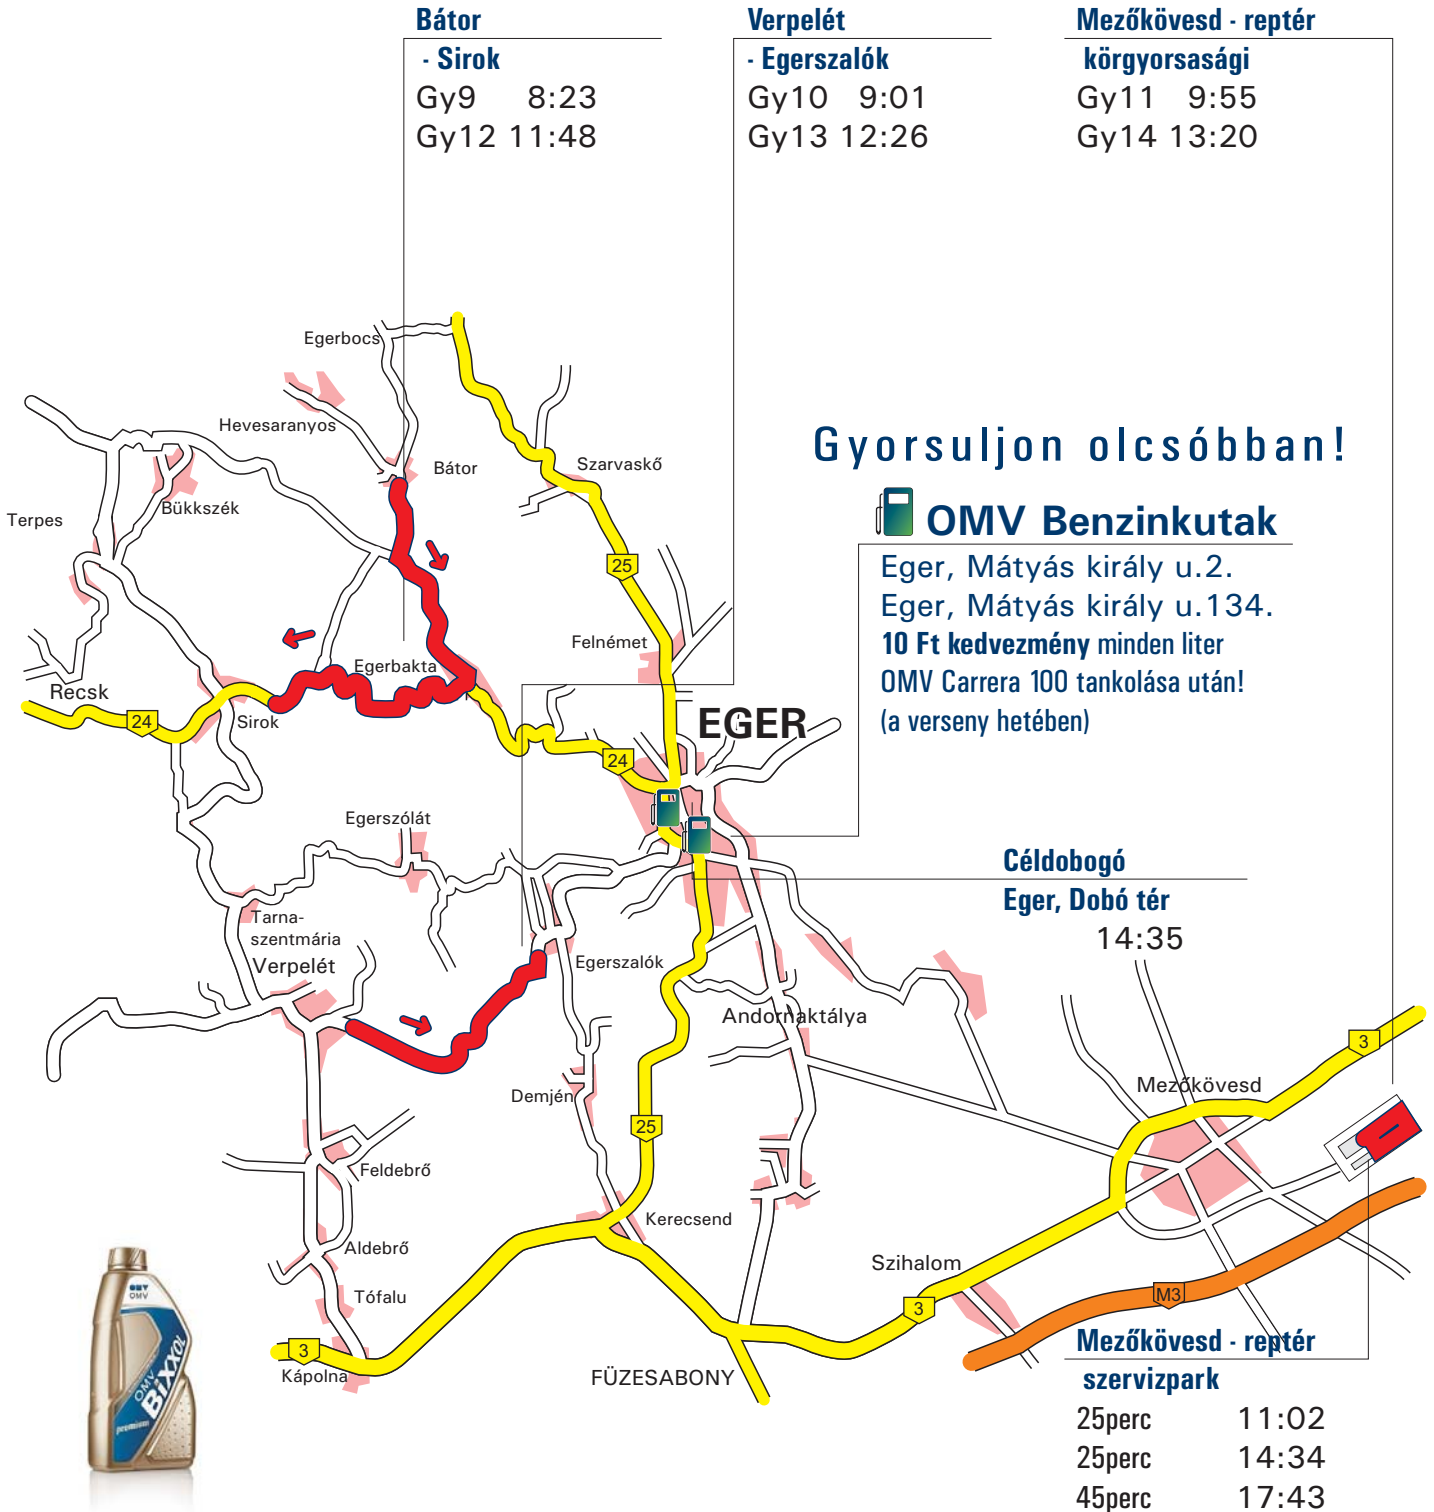 Bátor
- Sirok
Gy9 8:23
Gy12 11:48
Verpelét
- Egerszalók
Gy10 9:01
Gy13 12:26
Mezőkövesd - reptér
körgyorsasági
Gy11 9:55
Gy14 13:20
Egerbocs
Hevesaranyos
Bátor
Szarvaskő
Bükkszék
Terpes
25
Felnémet
Egerbakta
Recsk
24
Sirok
EGER
24
Gyorsuljon olcsóbban!
OMV Benzinkutak
Eger, Mátyás király u.2.
Eger, Mátyás király u.134.
10 Ft kedvezmény minden liter
OMV Carrera 100 tankolása után!
(a verseny hetében)
Egerszólát
Céldobogó
Eger, Dobó tér
14:35
Tarna-
szentmária
Verpelét
Egerszalók
Andornaktálya
3
Mezőkövesd
Demjén
25
Feldebrő
Kerecsend
Aldebrő
Szihalom
Tófalu
M3
3
3
Kápolna
FÜZESABONY
Mezőkövesd - reptér
szervizpark
25perc 11:02
25perc 14:34
45perc 17:43
OMV
OMV
BIXXOL
premium